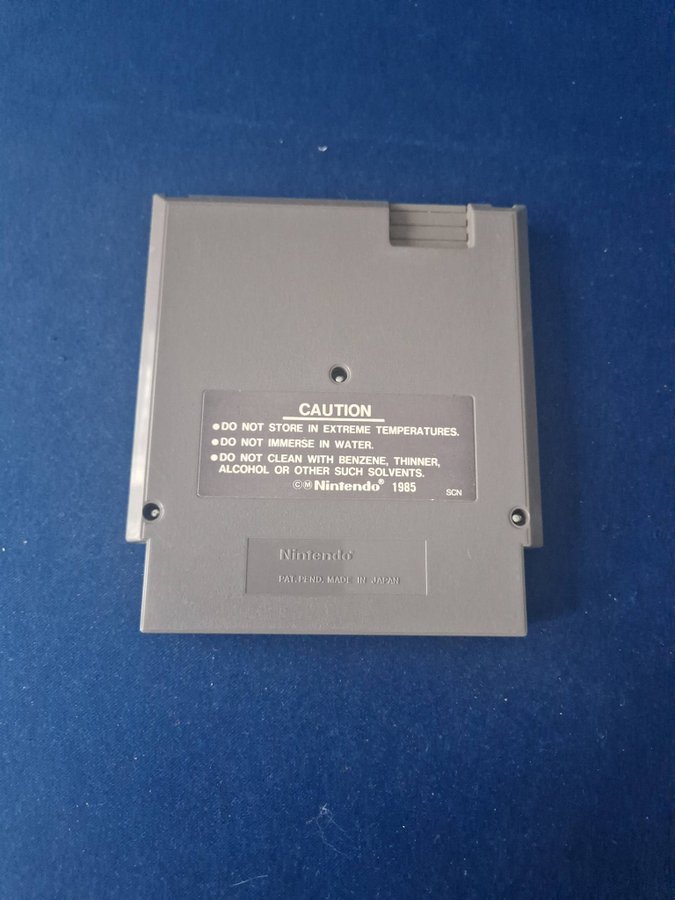 CAUTION
●DO NOT STORE IN EXTREME TEMPERATURES.
●DO NOT IMMERSE IN WATER.
●DO NOT CLEAN WITH BENZENE, THINNER,
ALCOHOL OR OTHER SUCH SOLVENTS.
©Ⓜ Nintendo® 1985 SCN
Nintendo®
PAT. PEND. MADE IN JAPAN